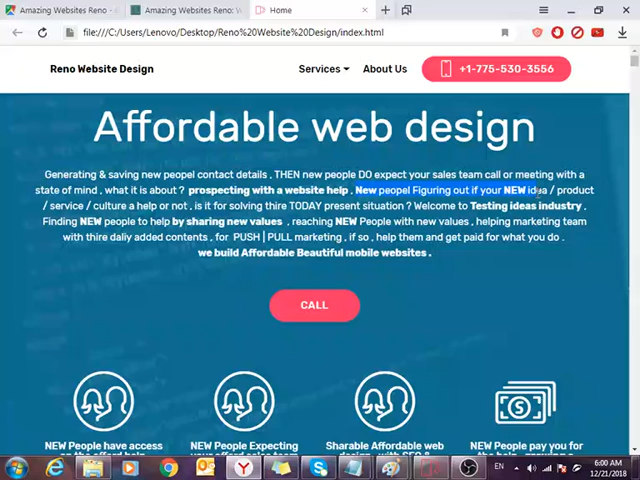 Amazing Websites Reno -
Amazing Websites Reno: V
Home
file:///C:/Users/Lenovo/Desktop/Reno%20Website%20Design/index.html
Reno Website Design
Services
About Us
+1-775-530-3556
Affordable web design
Generating & saving new peopel contact details , THEN new people DO expect your sales team call or meeting with a
state of mind , what it is about ? prospecting with a website help . New peopel Figuring out if your NEW idea / product
/ service / culture a help or not , is it for solving thire TODAY present situation ? Welcome to Testing ideas industry .
Finding NEW people to help by sharing new values , reaching NEW People with new values , helping marketing team
with thire daliy added contents , for PUSH | PULL marketing , if so , help them and get paid for what you do .
we build Affordable Beautiful mobile websites .
CALL
NEW People have access
NEW People Expecting
Sharable Affordable web
NEW People pay you for
EN
6:00 AM
12/21/2018